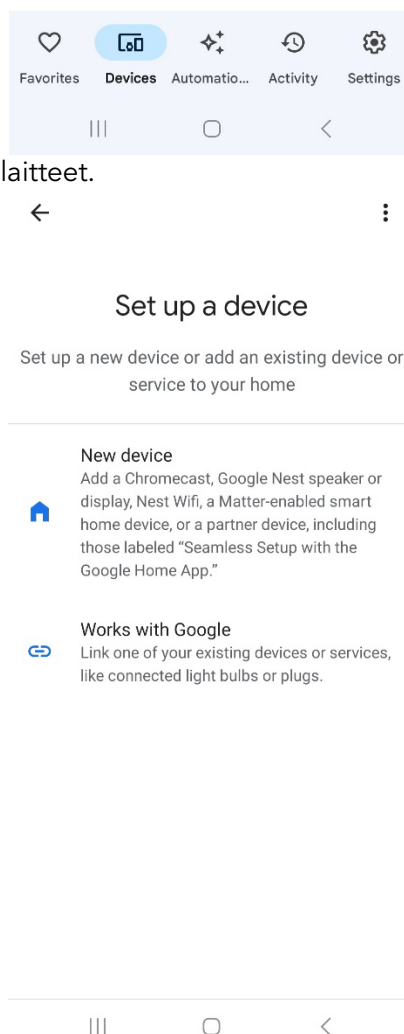 Favorites Devices Automatio... Activity Settings
laitteet.
Set up a device
Set up a new device or add an existing device or
service to your home
New device
Add a Chromecast, Google Nest speaker or
display, Nest Wifi, a Matter-enabled smart
home device, or a partner device, including
those labeled “Seamless Setup with the
Google Home App.”
Works with Google
Link one of your existing devices or services,
like connected light bulbs or plugs.